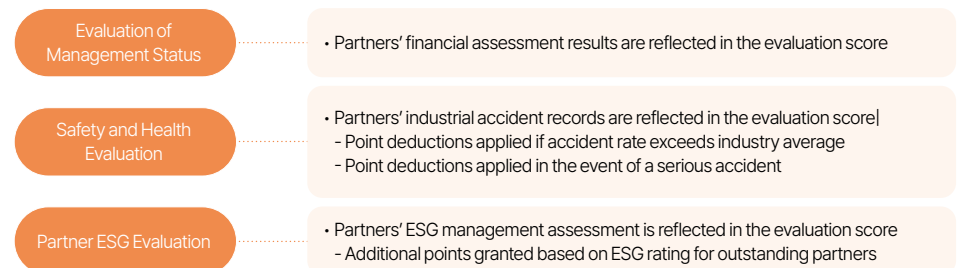 Evaluation of
Management Status
• Partners’ financial assessment results are reflected in the evaluation score
Safety and Health
Evaluation
• Partners’ industrial accident records are reflected in the evaluation score|
- Point deductions applied if accident rate exceeds industry average
- Point deductions applied in the event of a serious accident
Partner ESG Evaluation
• Partners’ ESG management assessment is reflected in the evaluation score
- Additional points granted based on ESG rating for outstanding partners